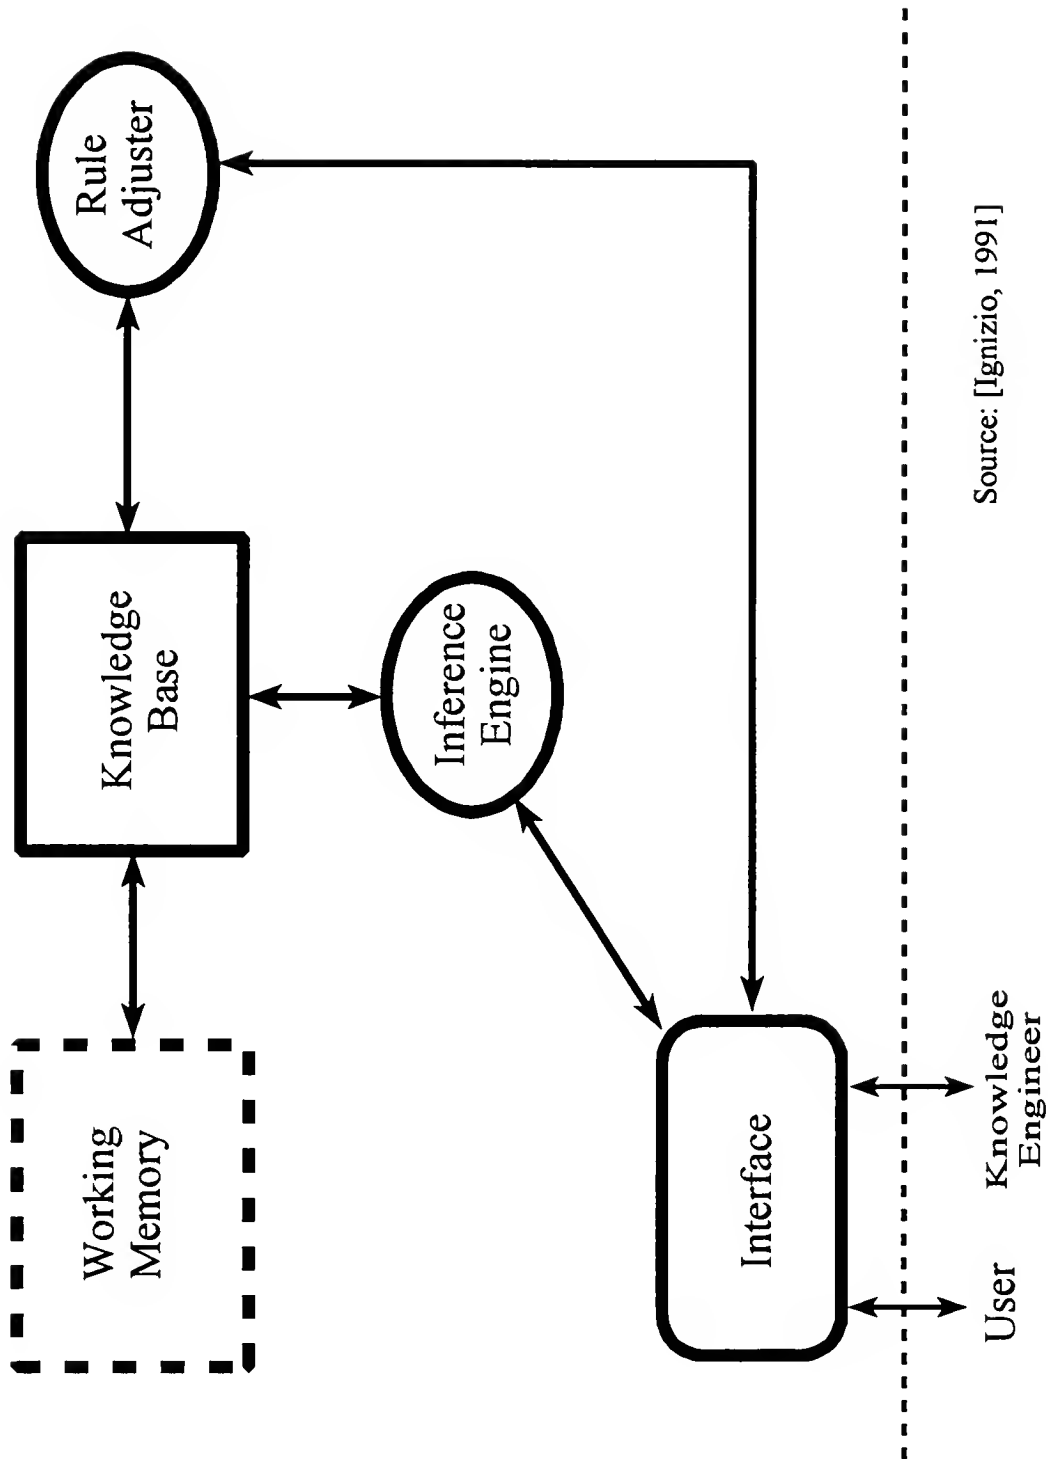 Working
Memory
Knowledge
Base
Rule
Adjuster
Inference
Engine
Interface
User
Knowledge
Engineer
Source: [Ignizio, 1991]